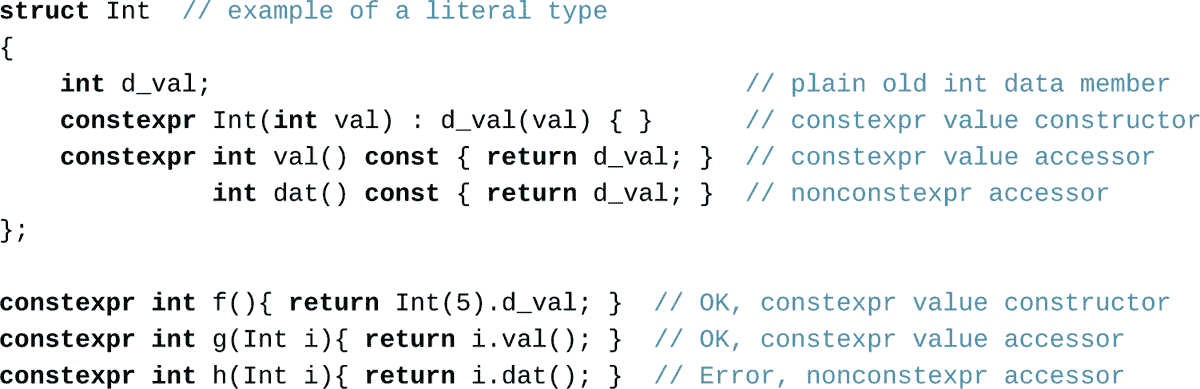 struct Int  // example of a literal type
{
    int d_val;                                   // plain old int data member
    constexpr Int(int val) : d_val(val) { }      // constexpr value constructor
    constexpr int val() const { return d_val; }  // constexpr value accessor
              int dat() const { return d_val; }  // nonconstexpr accessor
};

constexpr int f(){ return Int(5).d_val; }  // OK, constexpr value constructor
constexpr int g(Int i){ return i.val(); }  // OK, constexpr value accessor
constexpr int h(Int i){ return i.dat(); }  // Error, nonconstexpr accessor